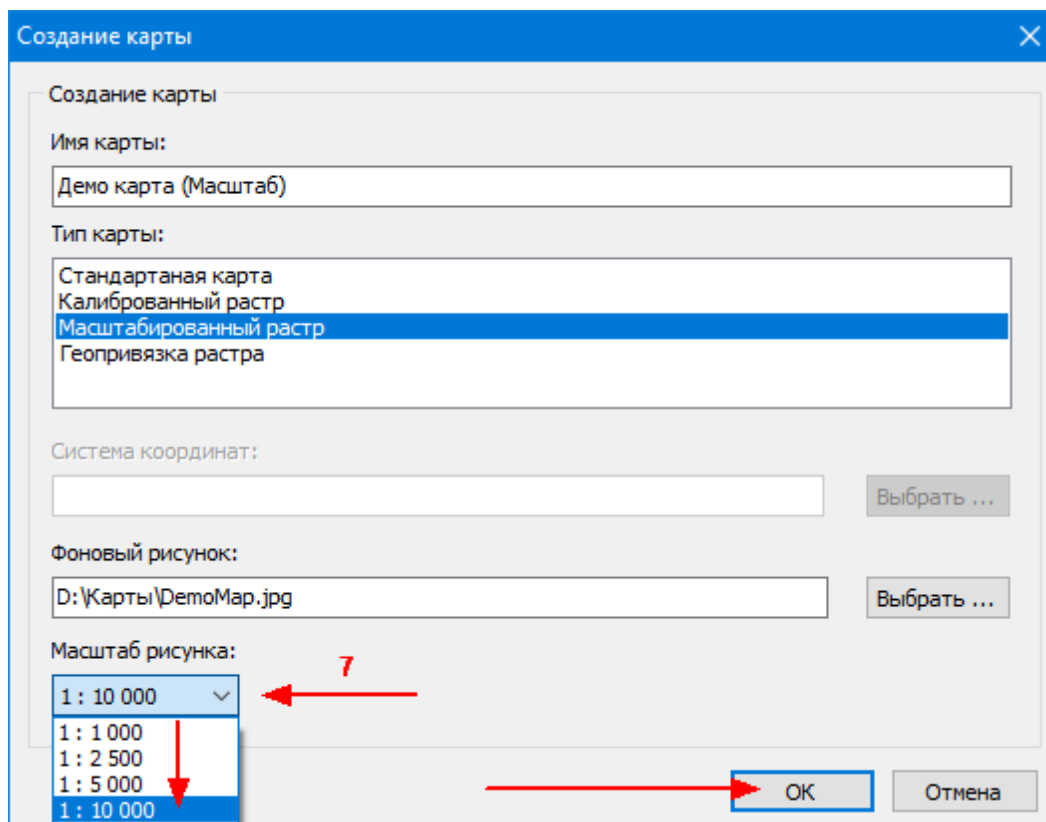 Создание карты
Создание карты
Имя карты:
Демо карта (Масштаб)
Тип карты:
Стандартаная карта
Калиброванный растр
Масштабированный растр
Геопривязка растра
Система координат:
Выбрать ...
Фоновый рисунок:
D:\Карты\DemoMap.jpg
Выбрать ...
Масштаб рисунка:
7
1 : 10 000
1 : 1 000
1 : 2 500
1 : 5 000
1 : 10 000
OK
Отмена